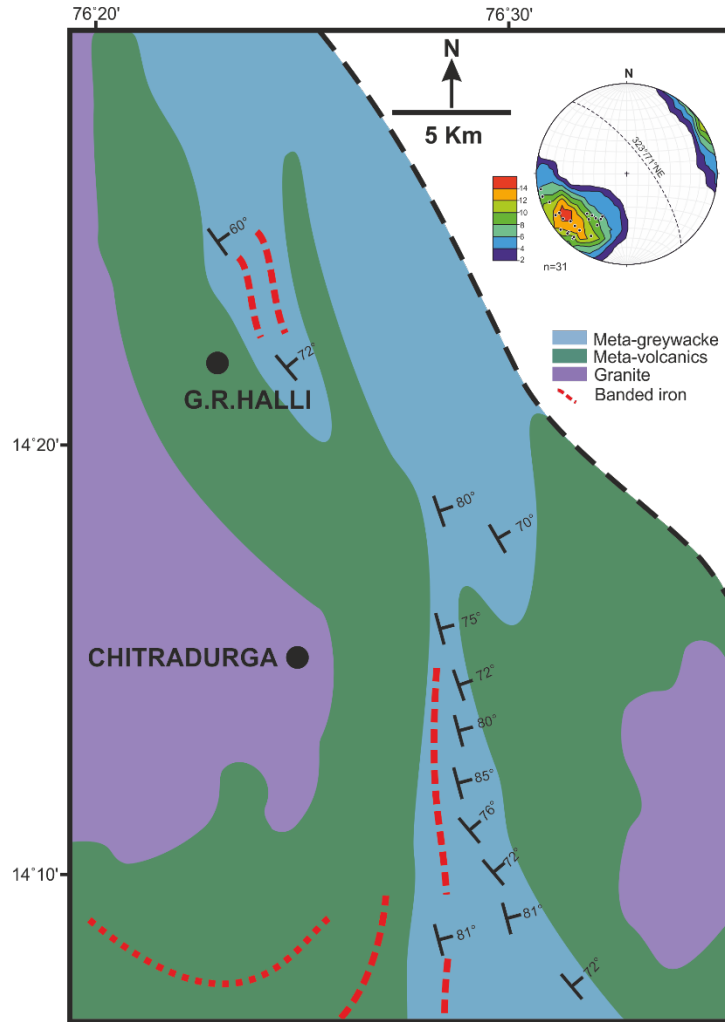 76°20'
76°30'
N
5 Km
N
323°/71°NE
14
12
10
8
6
4
2
n=31
60°
72°
G.R.HALLI
Meta-greywacke
Meta-volcanics
Granite
Banded iron
14°20'
80°
70°
75°
CHITRADURGA
72°
80°
85°
76°
14°10'
72°
81°
81°
72°